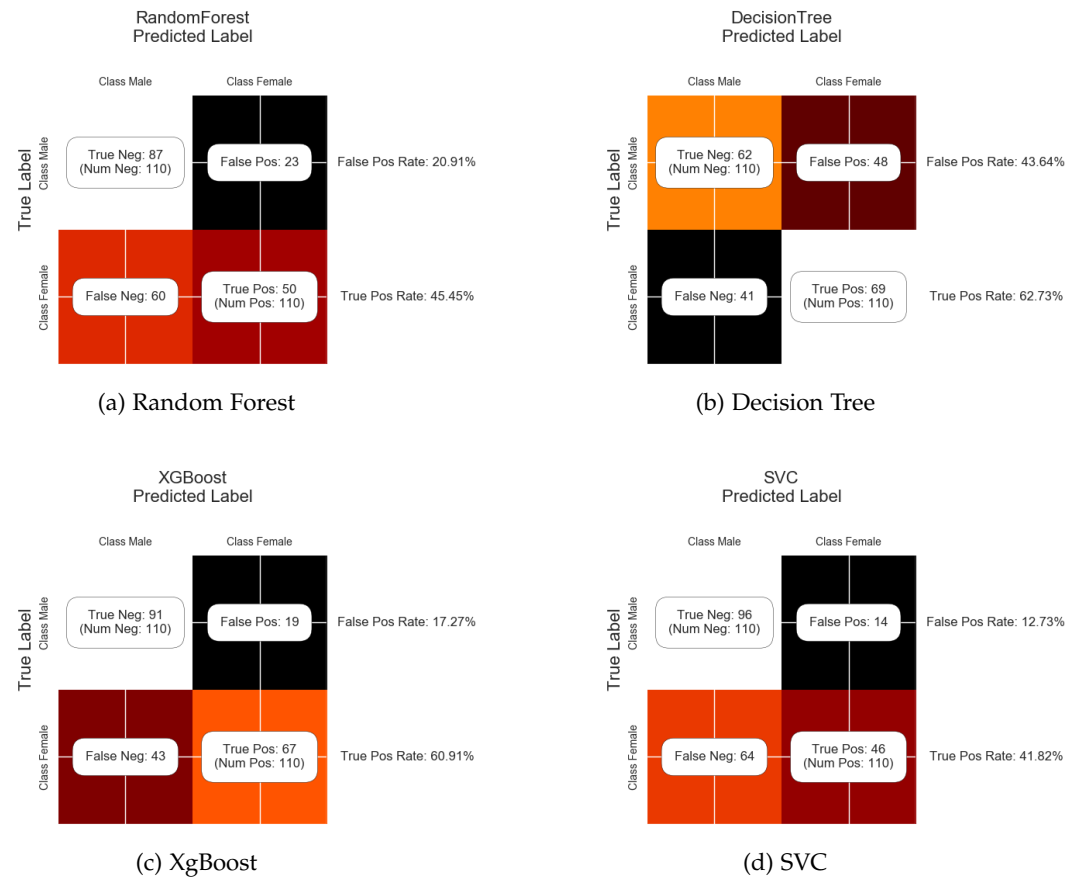 RandomForest
Predicted Label
Class Male
Class Female
True Label
Class Male
True Neg: 87
(Num Neg: 110)
False Pos: 23
False Pos Rate: 20.91%
Class Female
False Neg: 60
True Pos: 50
(Num Pos: 110)
True Pos Rate: 45.45%
(a) Random Forest
DecisionTree
Predicted Label
Class Male
Class Female
True Label
Class Male
True Neg: 62
(Num Neg: 110)
False Pos: 48
False Pos Rate: 43.64%
Class Female
False Neg: 41
True Pos: 69
(Num Pos: 110)
True Pos Rate: 62.73%
(b) Decision Tree
XGBoost
Predicted Label
Class Male
Class Female
True Label
Class Male
True Neg: 91
(Num Neg: 110)
False Pos: 19
False Pos Rate: 17.27%
Class Female
False Neg: 43
True Pos: 67
(Num Pos: 110)
True Pos Rate: 60.91%
(c) XgBoost
SVC
Predicted Label
Class Male
Class Female
True Label
Class Male
True Neg: 96
(Num Neg: 110)
False Pos: 14
False Pos Rate: 12.73%
Class Female
False Neg: 64
True Pos: 46
(Num Pos: 110)
True Pos Rate: 41.82%
(d) SVC